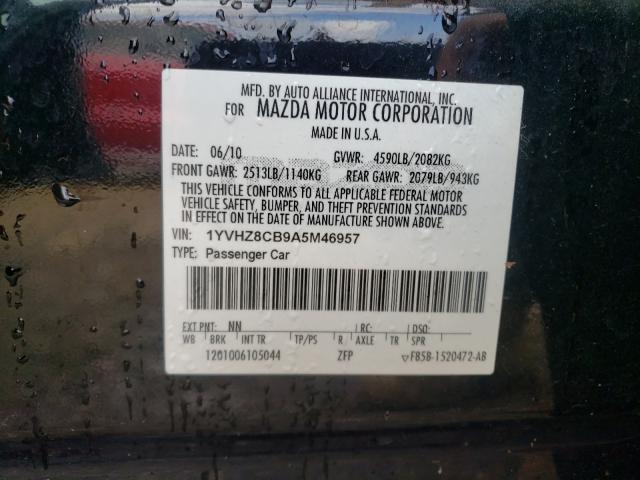 MFD. BY AUTO ALLIANCE INTERNATIONAL, INC.
FOR MAZDA MOTOR CORPORATION
MADE IN U.S.A.
DATE: 06/10 GVWR: 4590LB/2082KG
FRONT GAWR: 2513LB/1140KG REAR GAWR: 2079LB/943KG
THIS VEHICLE CONFORMS TO ALL APPLICABLE FEDERAL MOTOR
VEHICLE SAFETY, BUMPER, AND THEFT PREVENTION STANDARDS
IN EFFECT ON THE DATE OF MANUFACTURE SHOWN ABOVE.
VIN: 1YVHZ8CB9A5M46957
TYPE: Passenger Car
EXT.PNT: NN RC: DSO:
WB BRK INT TR TP/PS R AXLE TR SPR
1201006105044 ZFP F85B-1520472-AB